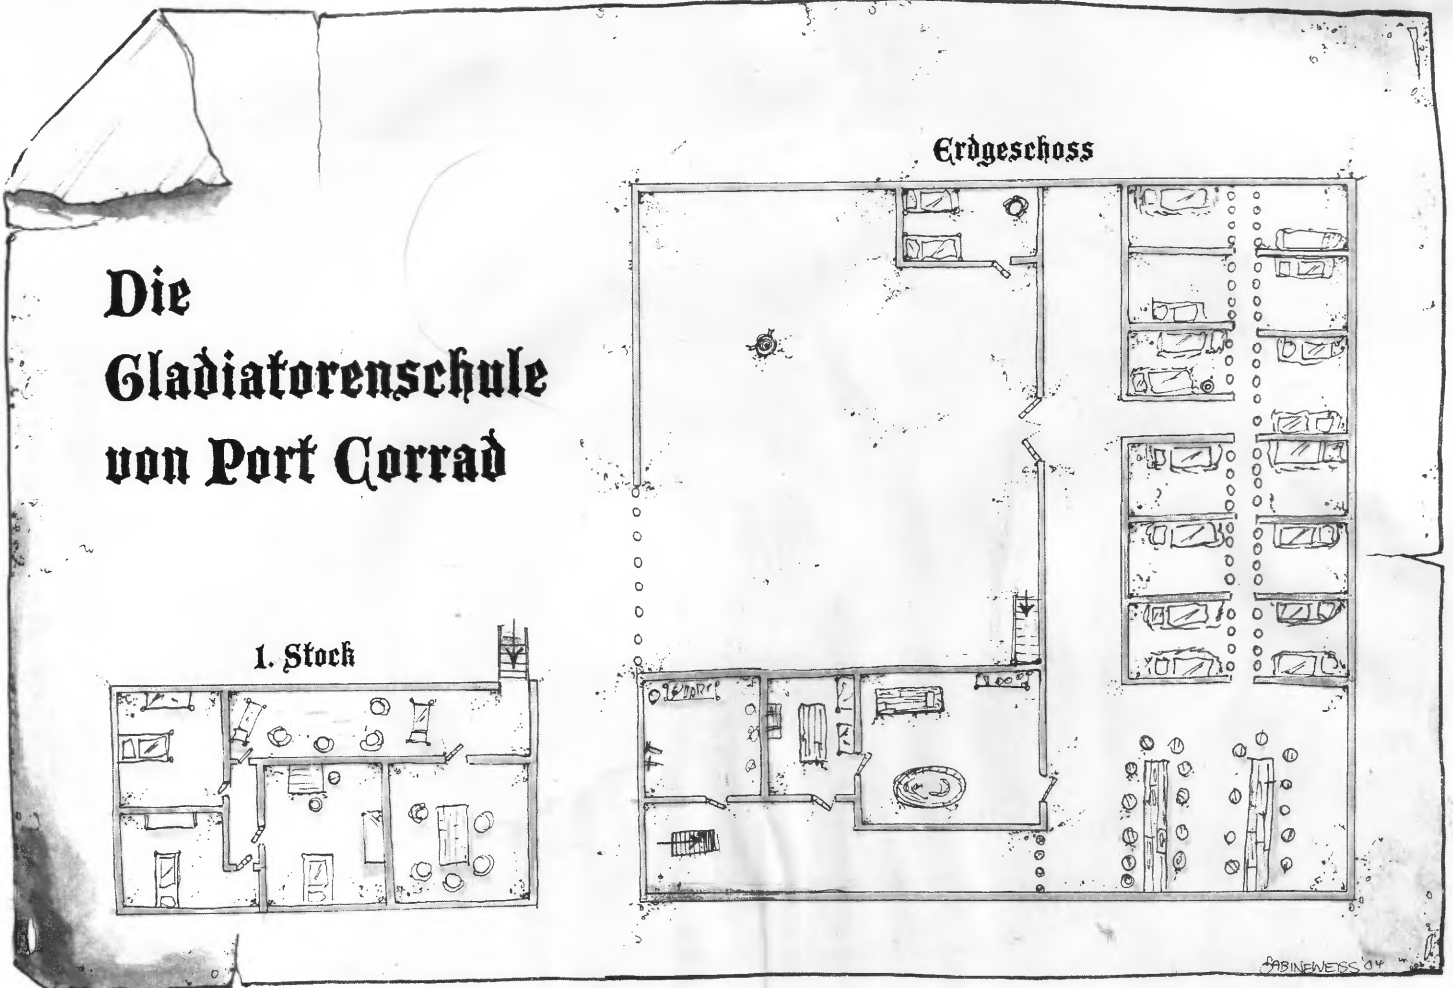 Die
Gladiatorenschule
von Port Corrad
Erdgeschoss
1. Stock
SABINEWEISS '04